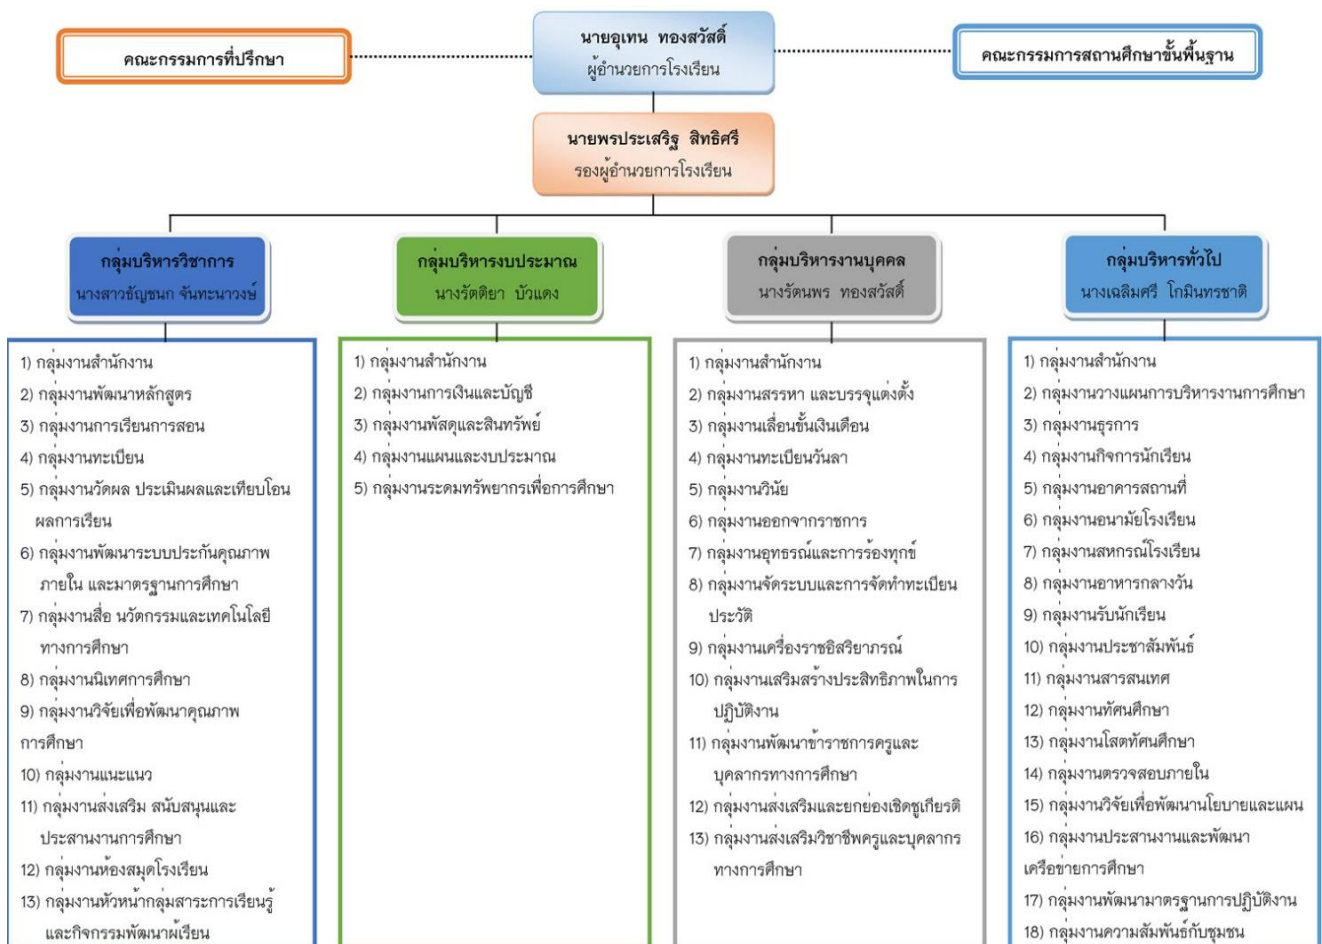 คณะกรรมการที่ปรึกษา
นายอุเทน ทองสวัสดิ์
ผู้อำนวยการโรงเรียน
คณะกรรมการสถานศึกษาขั้นพื้นฐาน
นายพรประเสริฐ สิทธิศรี
รองผู้อำนวยการโรงเรียน
กลุ่มบริหารวิชาการ
นางสาวธัญชนก จันทะนาวงษ์
1) กลุ่มงานสำนักงาน
2) กลุ่มงานพัฒนาหลักสูตร
3) กลุ่มงานการเรียนการสอน
4) กลุ่มงานทะเบียน
5) กลุ่มงานวัดผล ประเมินผลและเทียบโอน
ผลการเรียน
6) กลุ่มงานพัฒนาระบบประกันคุณภาพ
ภายใน และมาตรฐานการศึกษา
7) กลุ่มงานสื่อ นวัตกรรมและเทคโนโลยี
ทางการศึกษา
8) กลุ่มงานนิเทศการศึกษา
9) กลุ่มงานวิจัยเพื่อพัฒนาคุณภาพ
การศึกษา
10) กลุ่มงานแนะแนว
11) กลุ่มงานส่งเสริม สนับสนุนและ
ประสานงานการศึกษา
12) กลุ่มงานห้องสมุดโรงเรียน
13) กลุ่มงานหัวหน้ากลุ่มสาระการเรียนรู้
และกิจกรรมพัฒนาผู้เรียน
กลุ่มบริหารงบประมาณ
นางรัตติยา บัวแดง
1) กลุ่มงานสำนักงาน
2) กลุ่มงานการเงินและบัญชี
3) กลุ่มงานพัสดุและสินทรัพย์
4) กลุ่มงานแผนและงบประมาณ
5) กลุ่มงานระดมทรัพยากรเพื่อการศึกษา
กลุ่มบริหารงานบุคคล
นางรัตนพร ทองสวัสดิ์
1) กลุ่มงานสำนักงาน
2) กลุ่มงานสรรหา และบรรจุแต่งตั้ง
3) กลุ่มงานเลื่อนขั้นเงินเดือน
4) กลุ่มงานทะเบียนวันลา
5) กลุ่มงานวินัย
6) กลุ่มงานออกจากราชการ
7) กลุ่มงานอุทธรณ์และการร้องทุกข์
8) กลุ่มงานจัดระบบและการจัดทำทะเบียน
ประวัติ
9) กลุ่มงานเครื่องราชอิสริยาภรณ์
10) กลุ่มงานเสริมสร้างประสิทธิภาพในการ
ปฏิบัติงาน
11) กลุ่มงานพัฒนาข้าราชการครูและ
บุคลากรทางการศึกษา
12) กลุ่มงานส่งเสริมและยกย่องเชิดชูเกียรติ
13) กลุ่มงานส่งเสริมวิชาชีพครูและบุคลากร
ทางการศึกษา
กลุ่มบริหารทั่วไป
นางเฉลิมศรี โกมินทรชาติ
1) กลุ่มงานสำนักงาน
2) กลุ่มงานวางแผนการบริหารงานการศึกษา
3) กลุ่มงานธุรการ
4) กลุ่มงานกิจการนักเรียน
5) กลุ่มงานอาคารสถานที่
6) กลุ่มงานอนามัยโรงเรียน
7) กลุ่มงานสหกรณ์โรงเรียน
8) กลุ่มงานอาหารกลางวัน
9) กลุ่มงานรับนักเรียน
10) กลุ่มงานประชาสัมพันธ์
11) กลุ่มงานสารสนเทศ
12) กลุ่มงานทัศนศึกษา
13) กลุ่มงานโสตทัศนศึกษา
14) กลุ่มงานตรวจสอบภายใน
15) กลุ่มงานวิจัยเพื่อพัฒนานโยบายและแผน
16) กลุ่มงานประสานงานและพัฒนา
เครือข่ายการศึกษา
17) กลุ่มงานพัฒนามาตรฐานการปฏิบัติงาน
18) กลุ่มงานความสัมพันธ์กับชุมชน